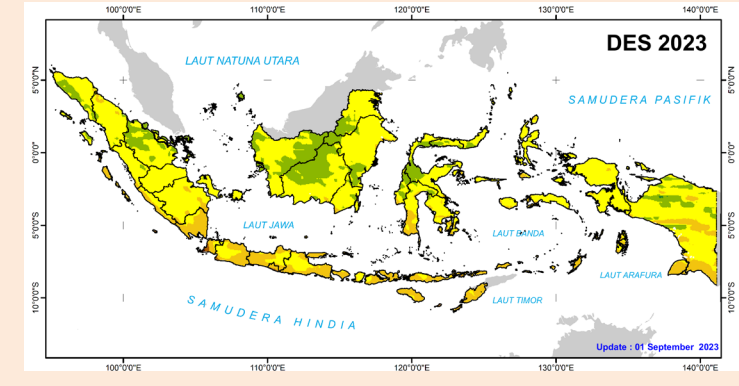 100°0'0"E 110°0'0"E 120°0'0"E 130°0'0"E 140°0'0"E
DES 2023
LAUT NATUNA UTARA
5°0'0"N 5°0'0"N
SAMUDERA PASIFIK
0°0'0" 0°0'0"
LAUT JAWA
5°0'0"S 5°0'0"S
LAUT BANDA
LAUT ARAFURA
10°0'0"S 10°0'0"S
SAMUDERA HINDIA
LAUT TIMOR
Update : 01 September 2023
100°0'0"E 110°0'0"E 120°0'0"E 130°0'0"E 140°0'0"E